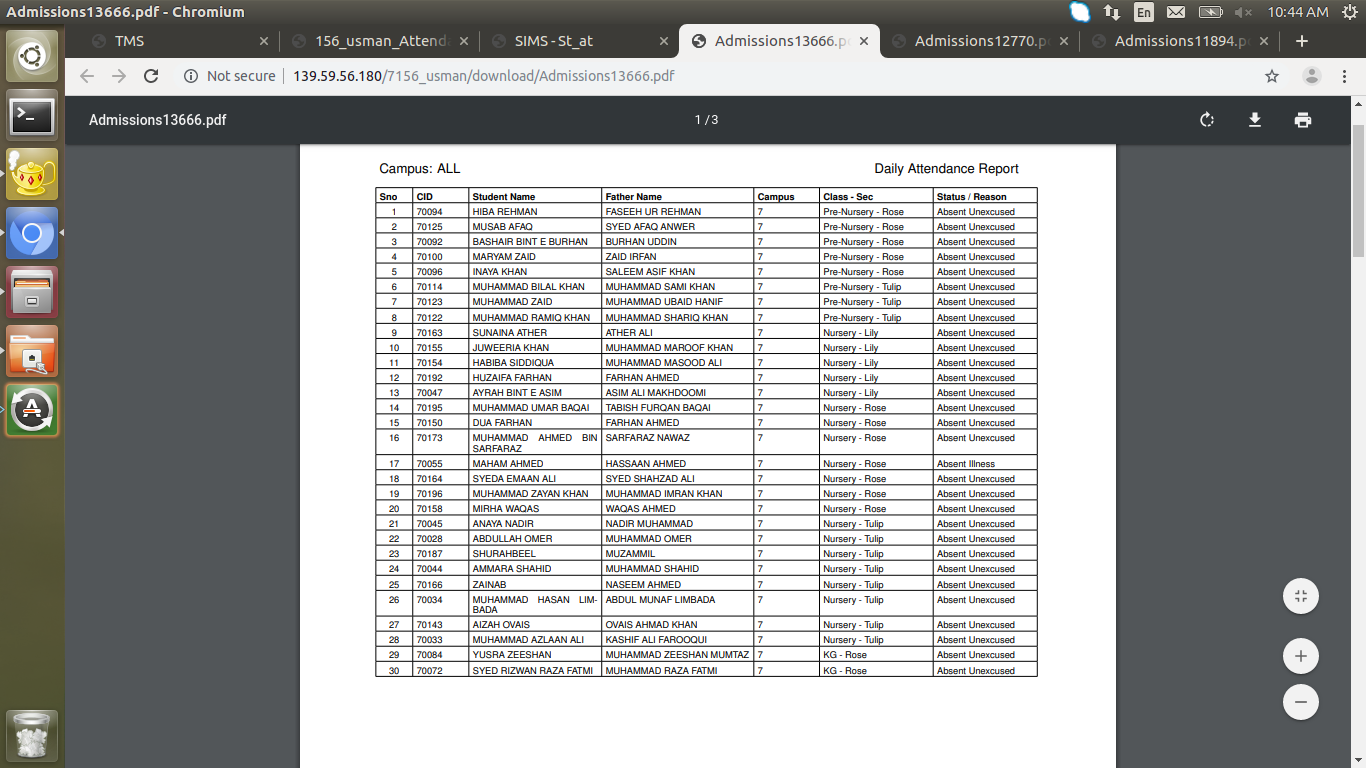 Admissions13666.pdf - Chromium
En
10:44 AM
TMS
156_usman_Attend
SIMS - St_at
Admissions13666.p
Admissions12770.p
Admissions11894.p
Not secure 139.59.56.180/7156_usman/download/Admissions13666.pdf
Admissions13666.pdf
1 / 3
Campus: ALL
Daily Attendance Report
Sno CID Student Name Father Name Campus Class - Sec Status / Reason
1 70094 HIBA REHMAN FASEEH UR REHMAN 7 Pre-Nursery - Rose Absent Unexcused
2 70125 MUSAB AFAQ SYED AFAQ ANWER 7 Pre-Nursery - Rose Absent Unexcused
3 70092 BASHAIR BINT E BURHAN BURHAN UDDIN 7 Pre-Nursery - Rose Absent Unexcused
4 70100 MARYAM ZAID ZAID IRFAN 7 Pre-Nursery - Rose Absent Unexcused
5 70096 INAYA KHAN SALEEM ASIF KHAN 7 Pre-Nursery - Rose Absent Unexcused
6 70114 MUHAMMAD BILAL KHAN MUHAMMAD SAMI KHAN 7 Pre-Nursery - Tulip Absent Unexcused
7 70123 MUHAMMAD ZAID MUHAMMAD UBAID HANIF 7 Pre-Nursery - Tulip Absent Unexcused
8 70122 MUHAMMAD RAMIQ KHAN MUHAMMAD SHARIQ KHAN 7 Pre-Nursery - Tulip Absent Unexcused
9 70163 SUNAINA ATHER ATHER ALI 7 Nursery - Lily Absent Unexcused
10 70155 JUWEERIA KHAN MUHAMMAD MAROOF KHAN 7 Nursery - Lily Absent Unexcused
11 70154 HABIBA SIDDIQUA MUHAMMAD MASOOD ALI 7 Nursery - Lily Absent Unexcused
12 70192 HUZAIFA FARHAN FARHAN AHMED 7 Nursery - Lily Absent Unexcused
13 70047 AYRAH BINT E ASIM ASIM ALI MAKHDOOMI 7 Nursery - Lily Absent Unexcused
14 70195 MUHAMMAD UMAR BAQAI TABISH FURQAN BAQAI 7 Nursery - Rose Absent Unexcused
15 70150 DUA FARHAN FARHAN AHMED 7 Nursery - Rose Absent Unexcused
16 70173 MUHAMMAD AHMED BIN SARFARAZ NAWAZ 7 Nursery - Rose Absent Unexcused
SARFARAZ
17 70055 MAHAM AHMED HASSAAN AHMED 7 Nursery - Rose Absent Illness
18 70164 SYEDA EMAAN ALI SYED SHAHZAD ALI 7 Nursery - Rose Absent Unexcused
19 70196 MUHAMMAD ZAYAN KHAN MUHAMMAD IMRAN KHAN 7 Nursery - Rose Absent Unexcused
20 70158 MIRHA WAQAS WAQAS AHMED 7 Nursery - Rose Absent Unexcused
21 70045 ANAYA NADIR NADIR MUHAMMAD 7 Nursery - Tulip Absent Unexcused
22 70028 ABDULLAH OMER MUHAMMAD OMER 7 Nursery - Tulip Absent Unexcused
23 70187 SHURAHBEEL MUZAMMIL 7 Nursery - Tulip Absent Unexcused
24 70044 AMMARA SHAHID MUHAMMAD SHAHID 7 Nursery - Tulip Absent Unexcused
25 70166 ZAINAB NASEEM AHMED 7 Nursery - Tulip Absent Unexcused
26 70034 MUHAMMAD HASAN LIM- ABDUL MUNAF LIMBADA 7 Nursery - Tulip Absent Unexcused
BADA
27 70143 AIZAH OVAIS OVAIS AHMAD KHAN 7 Nursery - Tulip Absent Unexcused
28 70033 MUHAMMAD AZLAAN ALI KASHIF ALI FAROOQUI 7 Nursery - Tulip Absent Unexcused
29 70084 YUSRA ZEESHAN MUHAMMAD ZEESHAN MUMTAZ 7 KG - Rose Absent Unexcused
30 70072 SYED RIZWAN RAZA FATMI MUHAMMAD RAZA FATMI 7 KG - Rose Absent Unexcused